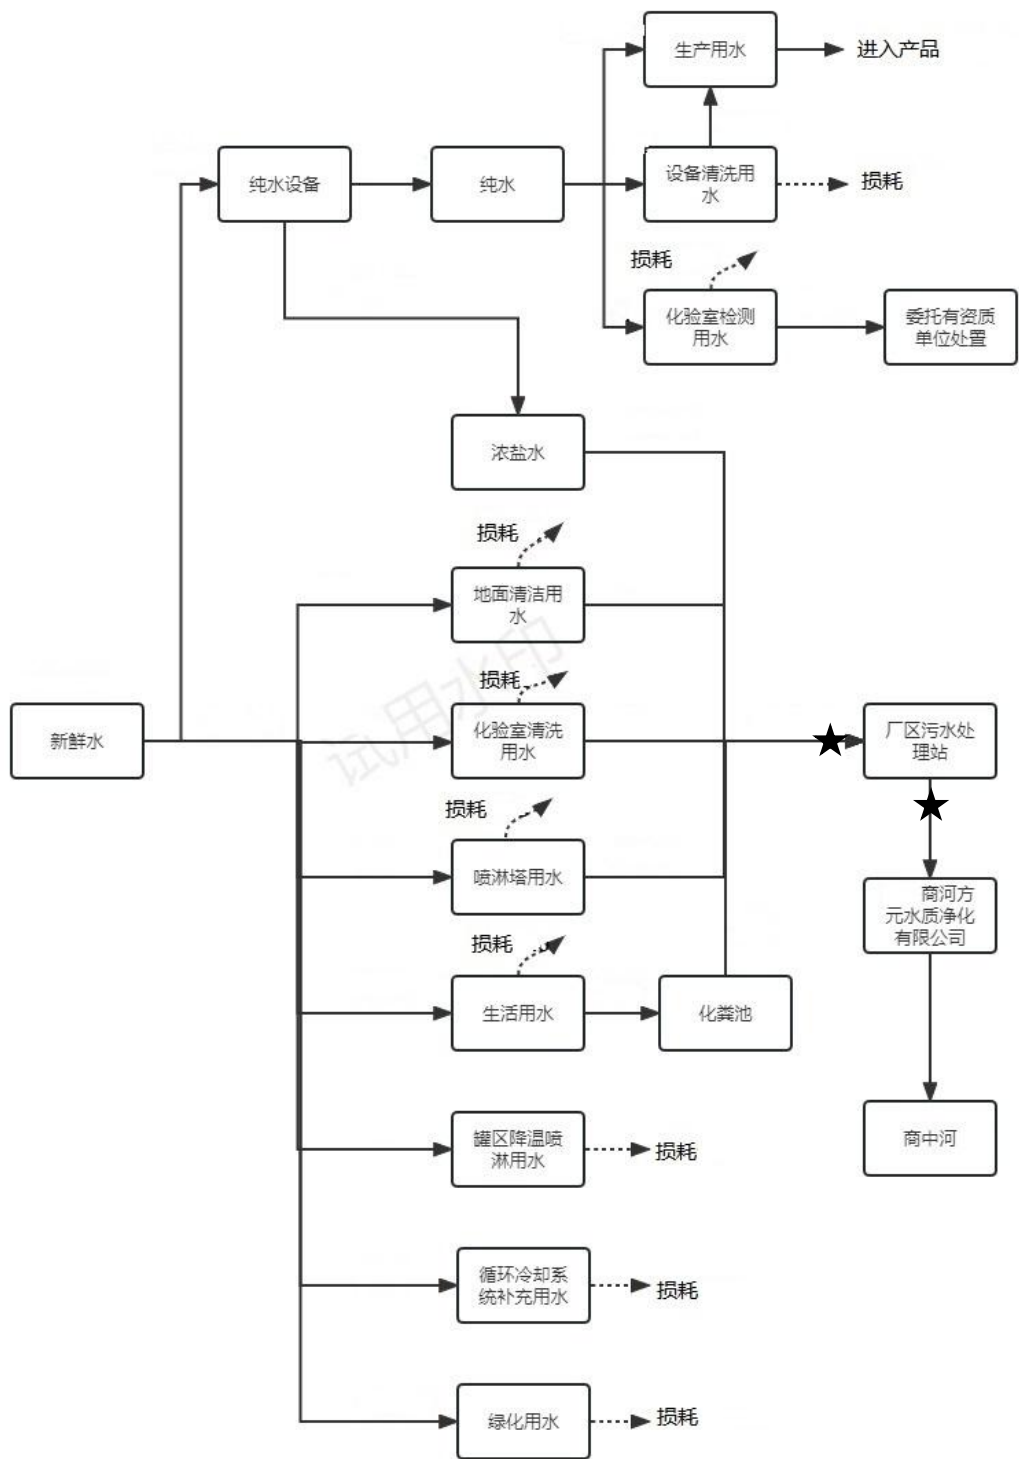 生产用水
进入产品
纯水设备
纯水
设备清洗用
水
损耗
损耗
化验室检测
用水
委托有资质
单位处置
浓盐水
损耗
地面清洁用
水
试用水印
损耗
新鲜水
化验室清洗
用水
厂区污水处
理站
损耗
喷淋塔用水
商河方
元水质净化
有限公司
损耗
生活用水
化粪池
罐区降温喷
淋用水
损耗
商中河
循环冷却系
统补充用水
损耗
绿化用水
损耗